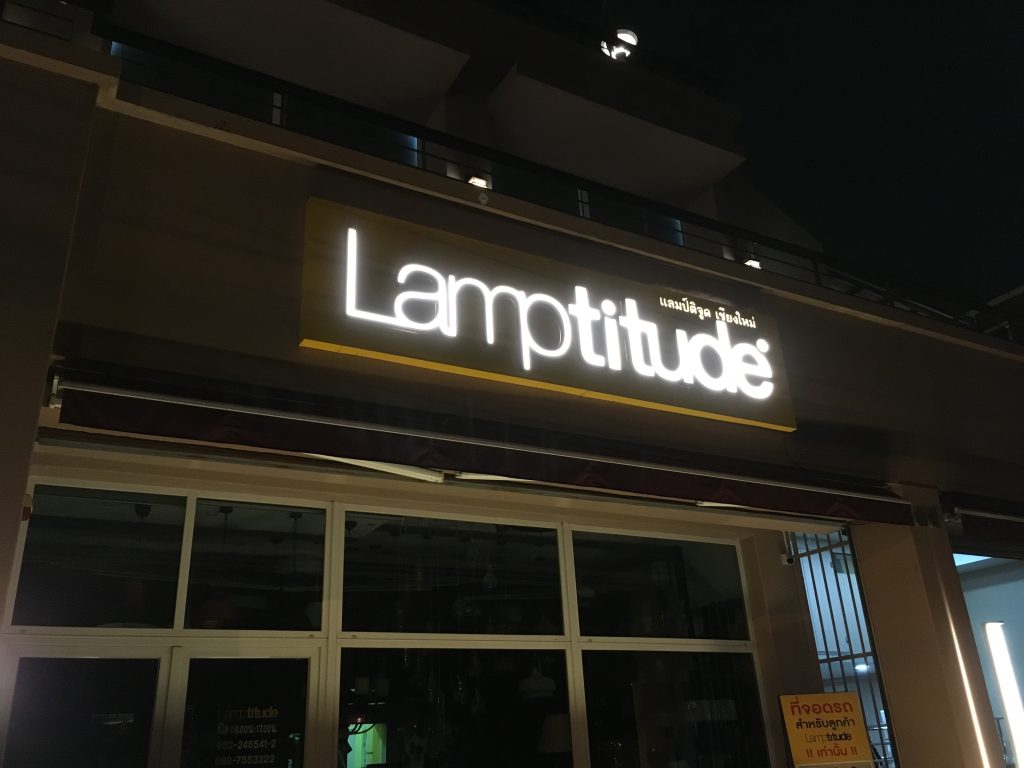 Lamptitude
แลมป์ติจูด เชียงใหม่
Lamptitude
053-246541-2
ที่จอดรถ
สำหรับลูกค้า
Lamptitude
!! เท่านั้น !!